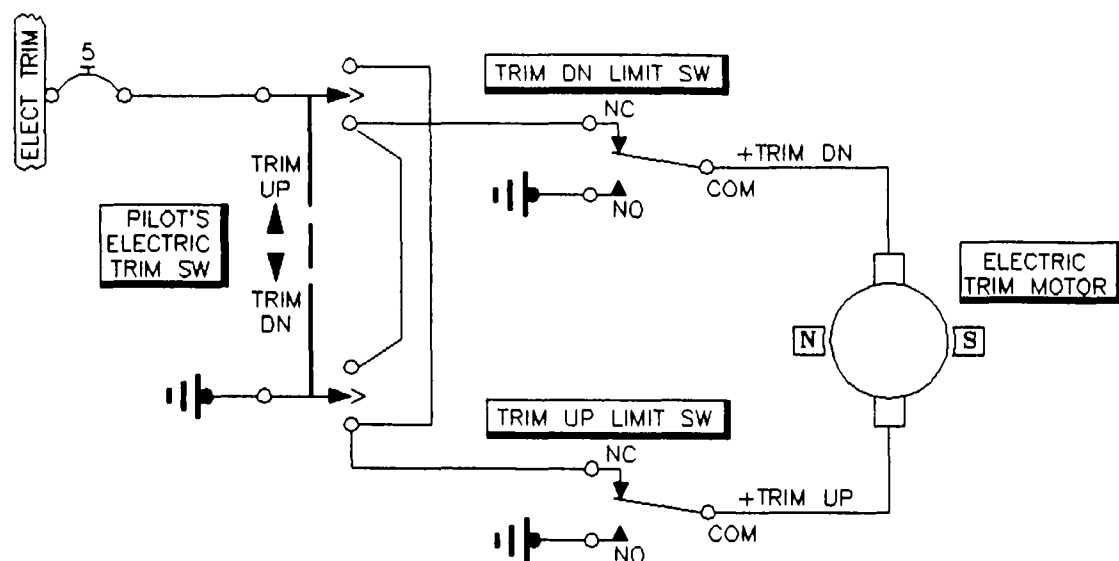 ELECT TRIM
5
TRIM
UP
PILOT'S
ELECTRIC
TRIM SW
TRIM
DN
TRIM DN LIMIT SW
NC
+TRIM DN
COM
NO
ELECTRIC
TRIM MOTOR
N
S
TRIM UP LIMIT SW
NC
+TRIM UP
COM
NO